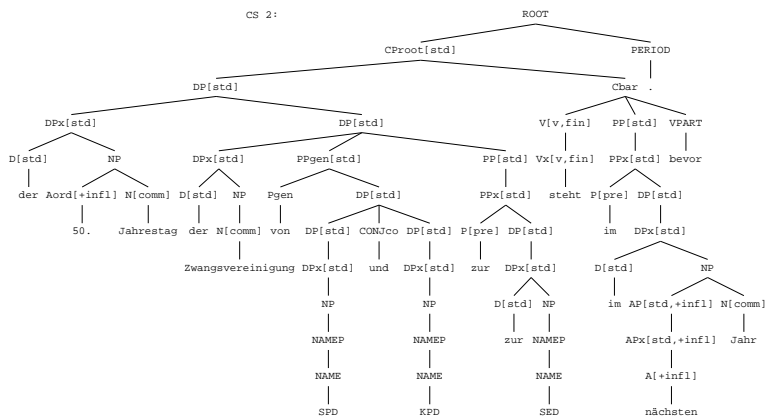 CS 2: ROOT
CProot[std] PERIOD
DP[std] Cbar .
DPx[std] DP[std] V[v,fin] PP[std] VPART
D[std] NP DPx[std] PPgen[std] PP[std] Vx[v,fin] PPx[std] bevor
der Aord[+infl] N[comm] D[std] NP Pgen DP[std] PPx[std] steht P[pre] DP[std]
50. Jahrestag der N[comm] von DP[std] CONJco DP[std] P[pre] DP[std] im DPx[std]
Zwangsvereinigung DPx[std] und DPx[std] zur DPx[std] D[std] NP
NP NP D[std] NP im AP[std,+infl] N[comm]
NAMEP NAMEP zur NAMEP APx[std,+infl] Jahr
NAME NAME NAME A[+infl]
SPD KPD SED nächsten